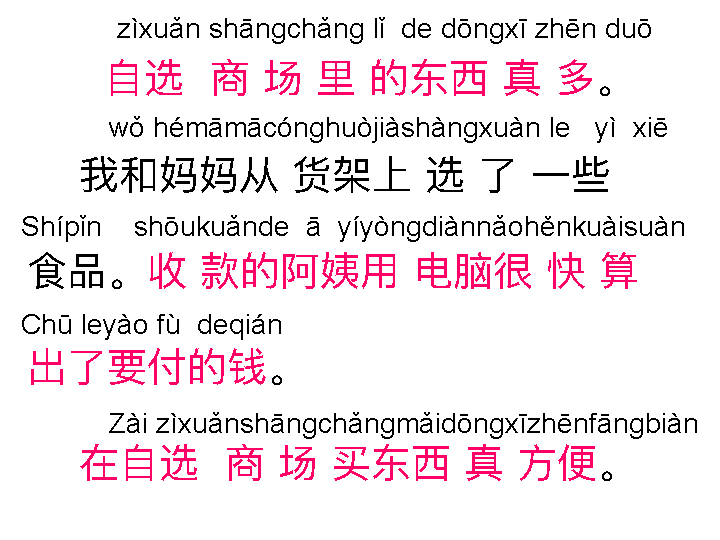 zìxuǎn shāngchǎng lǐ de dōngxī zhēn duō
自选 商 场 里 的东西 真 多。
wǒ hémāmācónghuòjiàshàngxuàn le yì xiē
我和妈妈从 货架上 选 了 一些
Shípǐn shōukuǎnde ā yíyòngdiànnǎohěnkuàisuàn
食品。收 款的阿姨用 电脑很 快 算
Chū leyào fù deqián
出了要付的钱。
Zài zìxuǎnshāngchǎngmǎidōngxīzhēnfāngbiàn
在自选 商 场 买东西 真 方便。